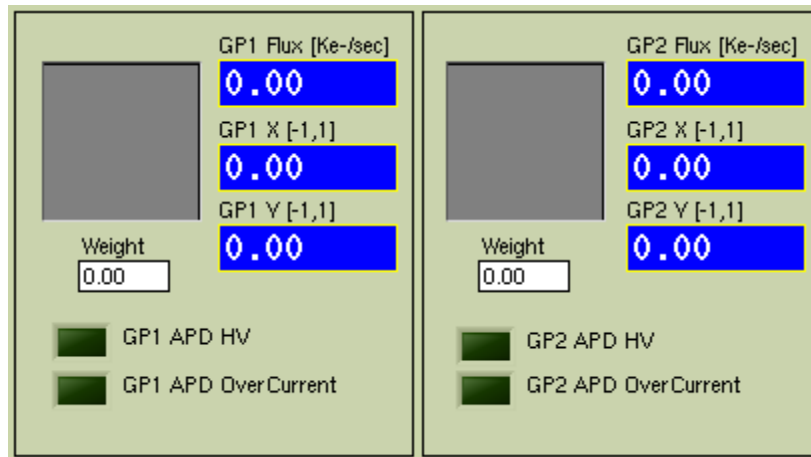 GP1 Flux [Ke-/sec]
0.00
GP1 X [-1,1]
0.00
GP1 Y [-1,1]
0.00
Weight
0.00
GP1 APD HV
GP1 APD OverCurrent
GP2 Flux [Ke-/sec]
0.00
GP2 X [-1,1]
0.00
GP2 Y [-1,1]
0.00
Weight
0.00
GP2 APD HV
GP2 APD OverCurrent